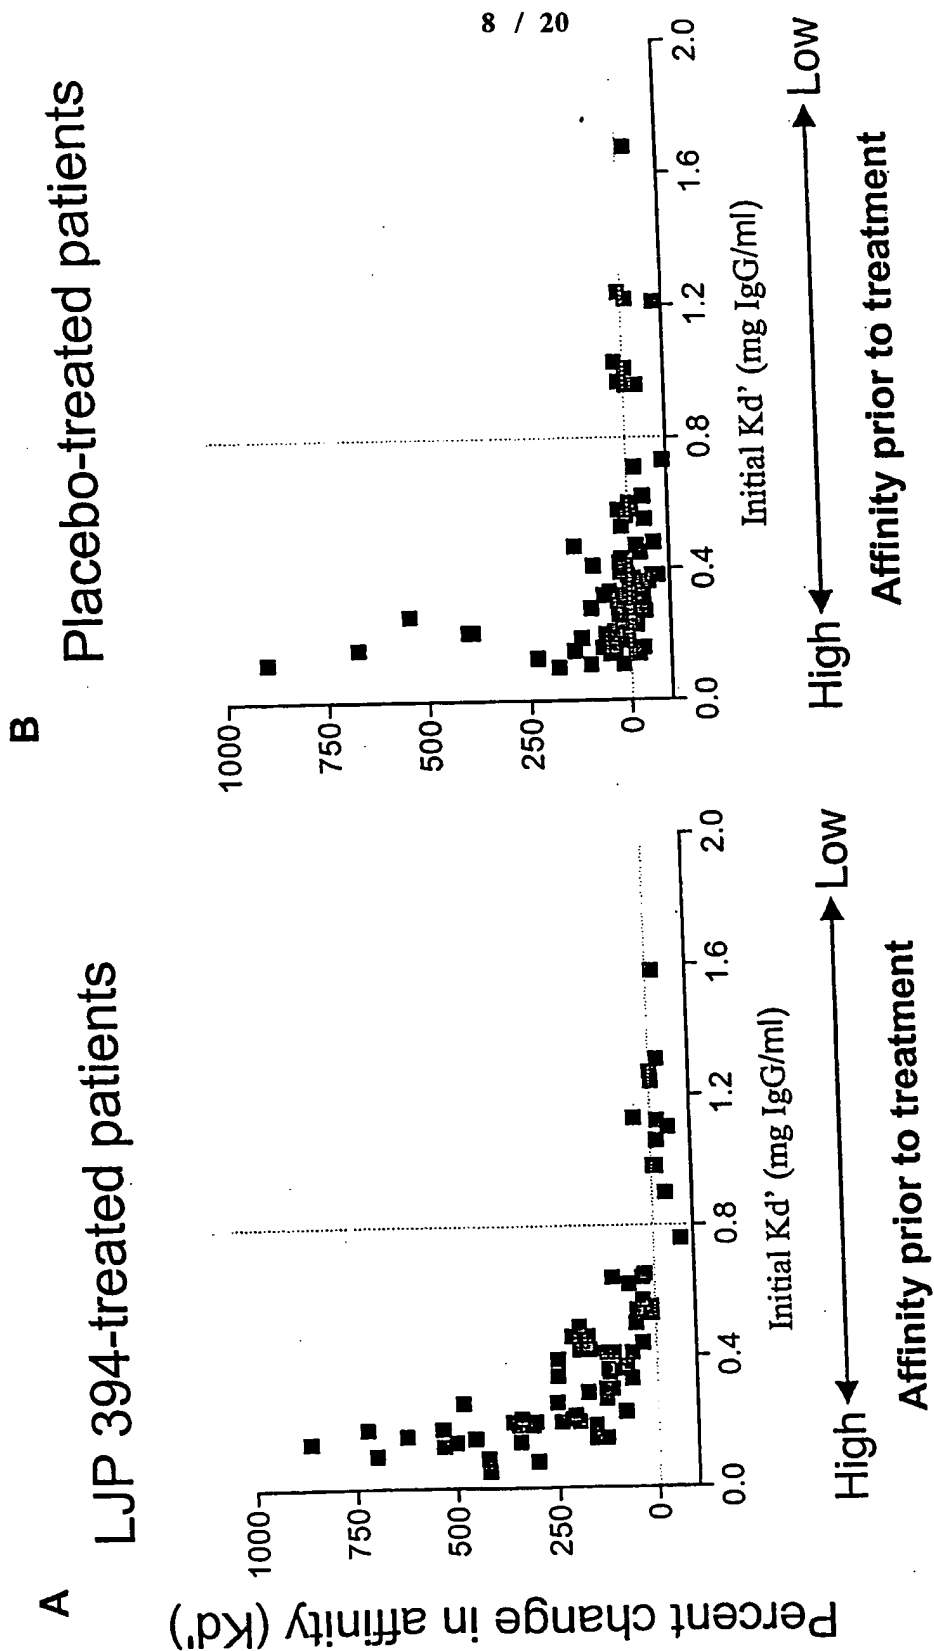 8 / 20
A
LJP 394-treated patients
Percent change in affinity (Kd')
1000
750
500
250
0
0.0
0.4
0.8
1.2
1.6
2.0
Initial Kd' (mg IgG/ml)
High
Low
Affinity prior to treatment
B
Placebo-treated patients
1000
750
500
250
0
0.0
0.4
0.8
1.2
1.6
2.0
Initial Kd' (mg IgG/ml)
High
Low
Affinity prior to treatment